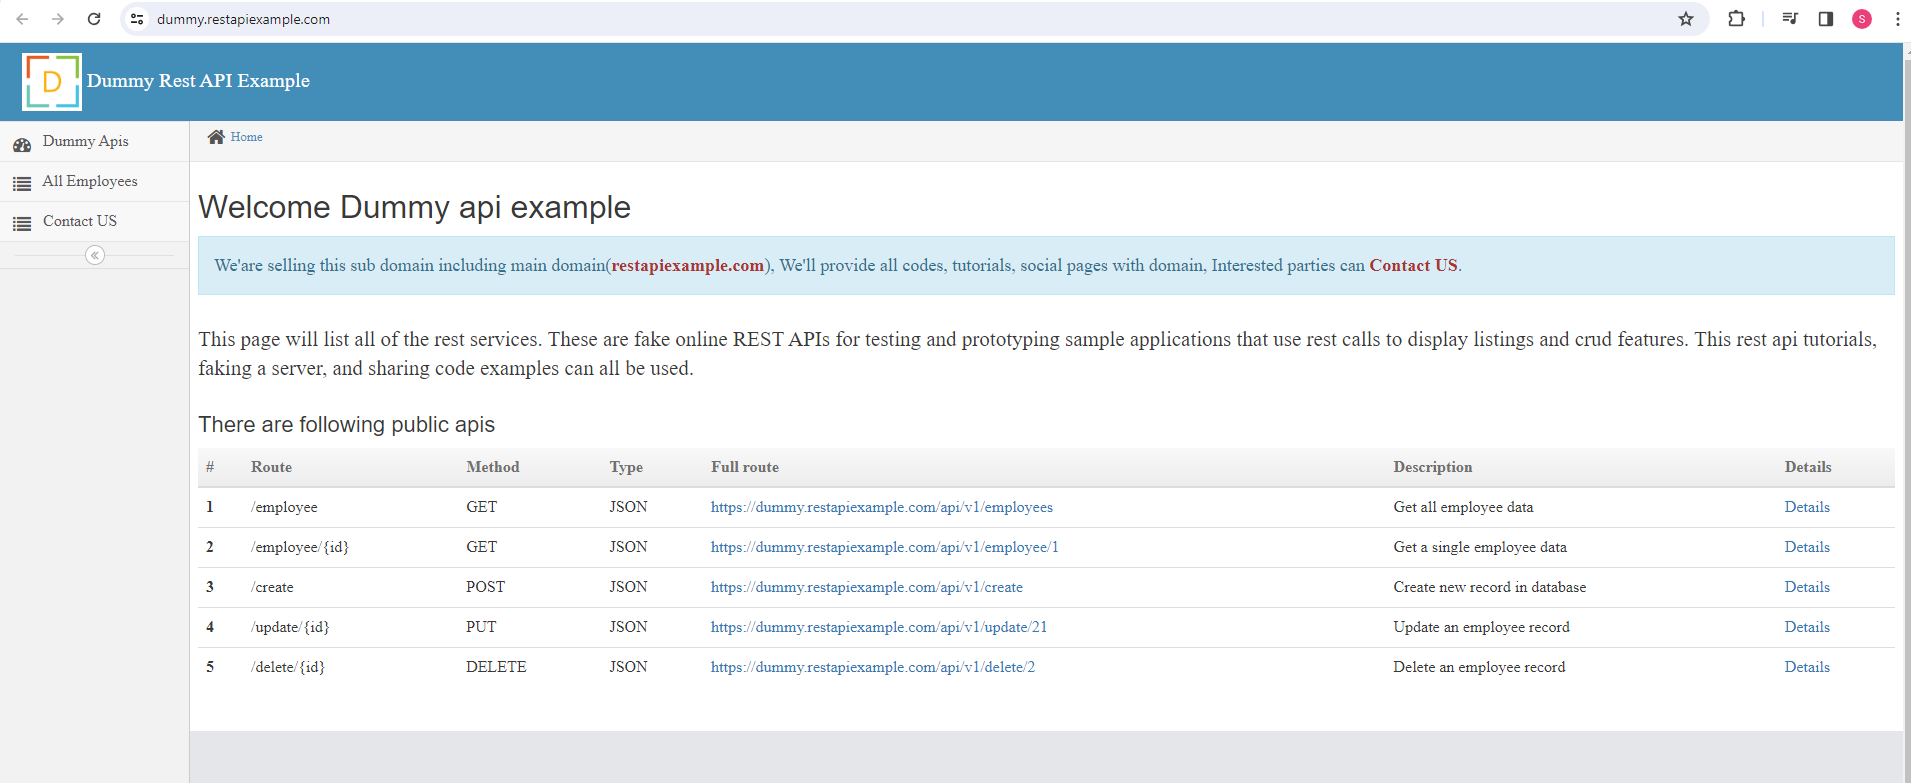 dummy.restapiexample.com
S
D
Dummy Rest API Example
Dummy Apis
All Employees
Contact US
Home
Welcome Dummy api example
We'are selling this sub domain including main domain(restapiexample.com), We'll provide all codes, tutorials, social pages with domain, Interested parties can Contact US.
This page will list all of the rest services. These are fake online REST APIs for testing and prototyping sample applications that use rest calls to display listings and crud features. This rest api tutorials,
faking a server, and sharing code examples can all be used.
There are following public apis
# Route Method Type Full route Description Details
1 /employee GET JSON https://dummy.restapiexample.com/api/v1/employees Get all employee data Details
2 /employee/{id} GET JSON https://dummy.restapiexample.com/api/v1/employee/1 Get a single employee data Details
3 /create POST JSON https://dummy.restapiexample.com/api/v1/create Create new record in database Details
4 /update/{id} PUT JSON https://dummy.restapiexample.com/api/v1/update/21 Update an employee record Details
5 /delete/{id} DELETE JSON https://dummy.restapiexample.com/api/v1/delete/2 Delete an employee record Details